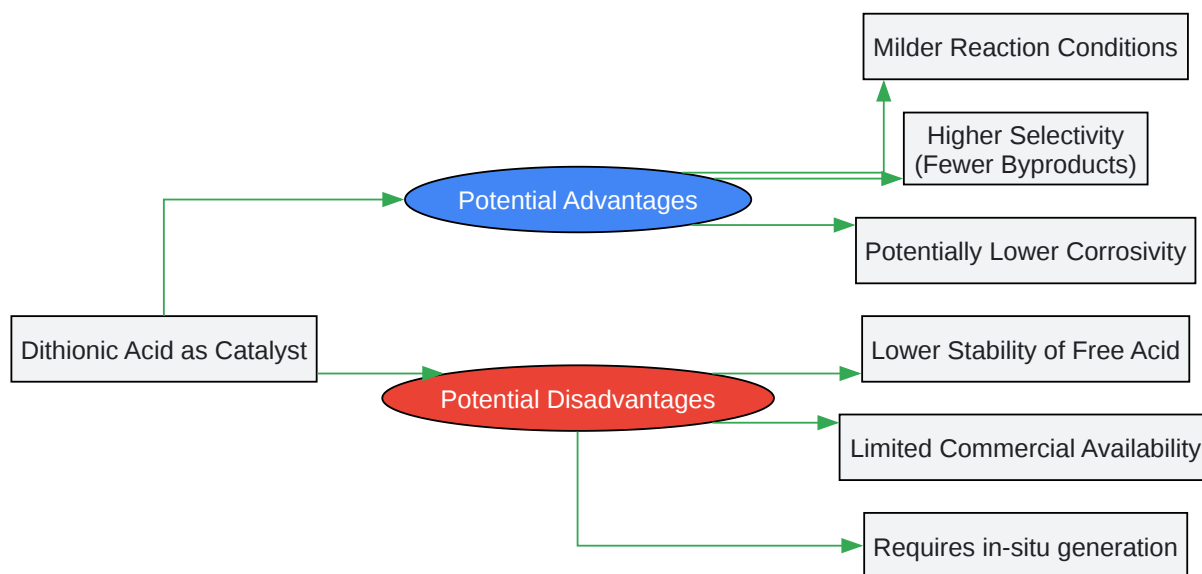 Milder Reaction Conditions
Higher Selectivity
(Fewer Byproducts)
Potential Advantages
Potentially Lower Corrosivity
Dithionic Acid as Catalyst
Lower Stability of Free Acid
Potential Disadvantages
Limited Commercial Availability
Requires in-situ generation